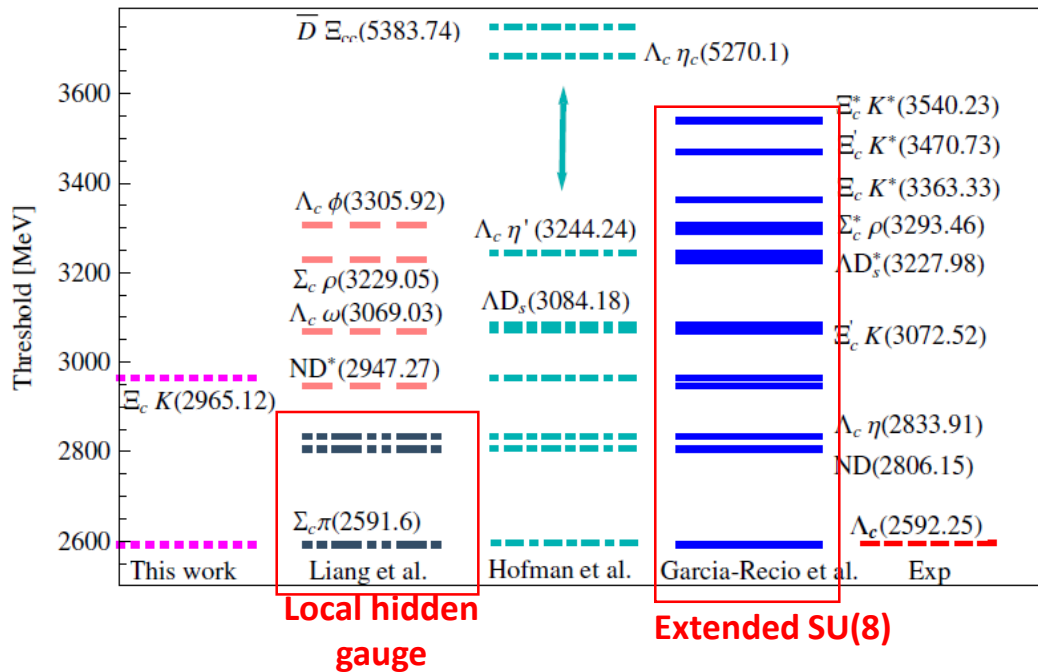 D̅ Ξcc(5383.74)
Λc ηc(5270.1)
3600
Ξ*c K*(3540.23)
Ξ'c K*(3470.73)
3400
Ξc K*(3363.33)
Λc ϕ(3305.92)
Λc η'(3244.24)
Σ*c ρ(3293.46)
Threshold [MeV]
3200
Σc ρ(3229.05)
ΛD*s(3227.98)
Λc ω(3069.03)
ΛDs(3084.18)
Ξ'c K(3072.52)
3000
ND*(2947.27)
Ξc K(2965.12)
Λc η(2833.91)
2800
ND(2806.15)
Σcπ(2591.6)
Λc(2592.25)
2600
This work
Liang et al.
Hofman et al.
Garcia-Recio et al.
Exp
Local hidden
gauge
Extended SU(8)